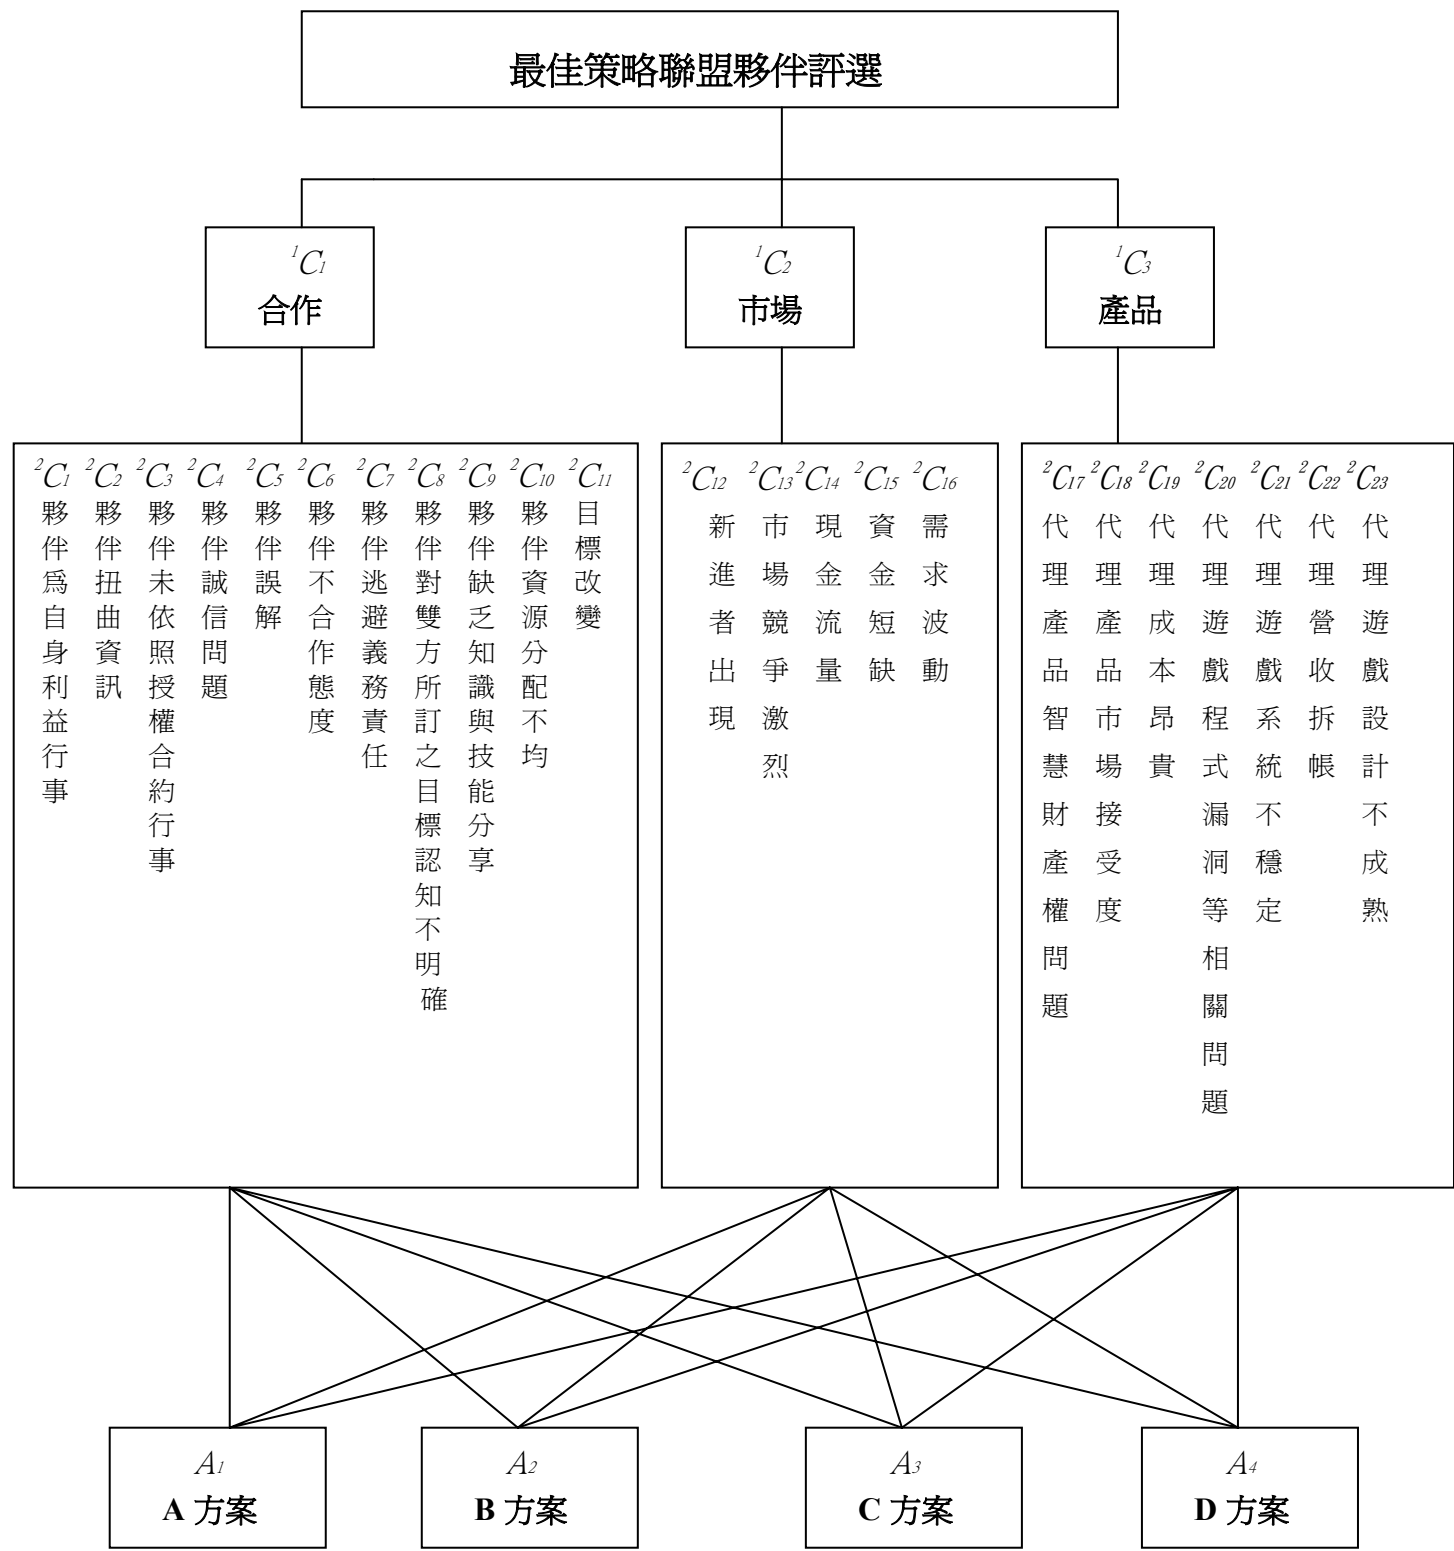 最佳策略聯盟夥伴評選
¹C₁
合作
¹C₂
市場
¹C₃
產品
²C₁
夥伴爲自身利益行事
²C₂
夥伴扭曲資訊
²C₃
夥伴未依照授權合約行事
²C₄
夥伴誠信問題
²C₅
夥伴誤解
²C₆
夥伴不合作態度
²C₇
夥伴逃避義務責任
²C₈
夥伴對雙方所訂之目標認知不明確
²C₉
夥伴缺乏知識與技能分享
²C₁₀
夥伴資源分配不均
²C₁₁
目標改變
²C₁₂
新進者出現
²C₁₃
市場競爭激烈
²C₁₄
現金流量
²C₁₅
資金短缺
²C₁₆
需求波動
²C₁₇
代理產品智慧財產權問題
²C₁₈
代理產品市場接受度
²C₁₉
代理成本昂貴
²C₂₀
代理遊戲程式漏洞等相關問題
²C₂₁
代理遊戲系統不穩定
²C₂₂
代理營收拆帳
²C₂₃
代理遊戲設計不成熟
A₁
A 方案
A₂
B 方案
A₃
C 方案
A₄
D 方案